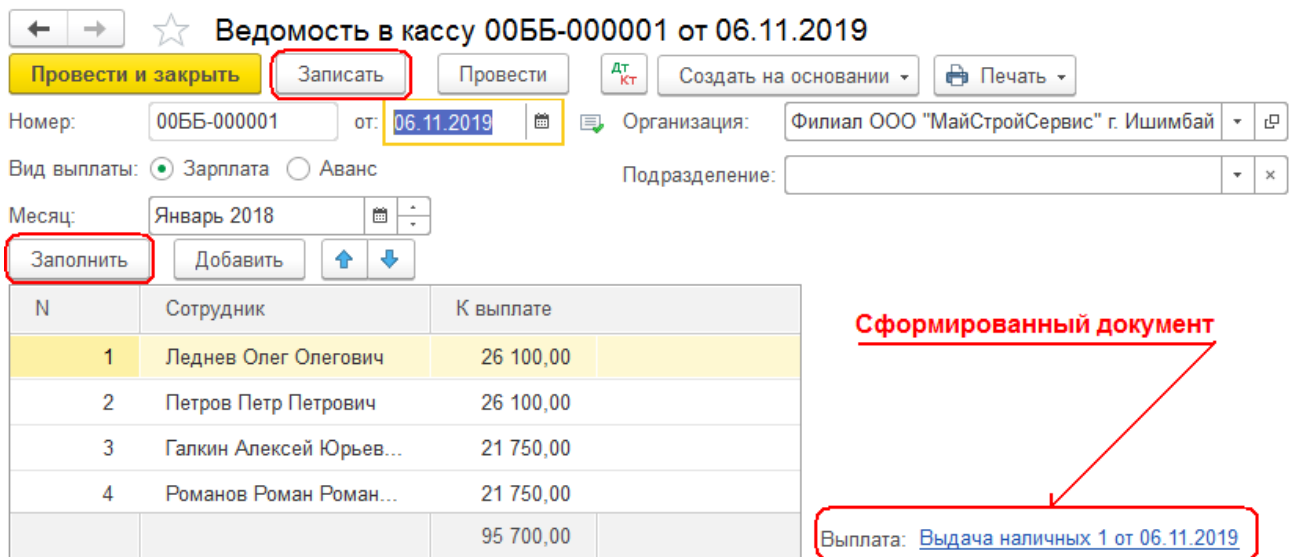 Ведомость в кассу 00ББ-000001 от 06.11.2019
Провести и закрыть Записать Провести Дт Кт Создать на основании Печать
Номер: 00ББ-000001 от: 06.11.2019 Организация: Филиал ООО "МайСтройСервис" г. Ишимбай
Вид выплаты: Зарплата Аванс Подразделение:
Месяц: Январь 2018
Заполнить Добавить
N Сотрудник К выплате
Сформированный документ
1 Леднев Олег Олегович 26 100,00
2 Петров Петр Петрович 26 100,00
3 Галкин Алексей Юрьев... 21 750,00
4 Романов Роман Роман... 21 750,00
95 700,00 Выплата: Выдача наличных 1 от 06.11.2019